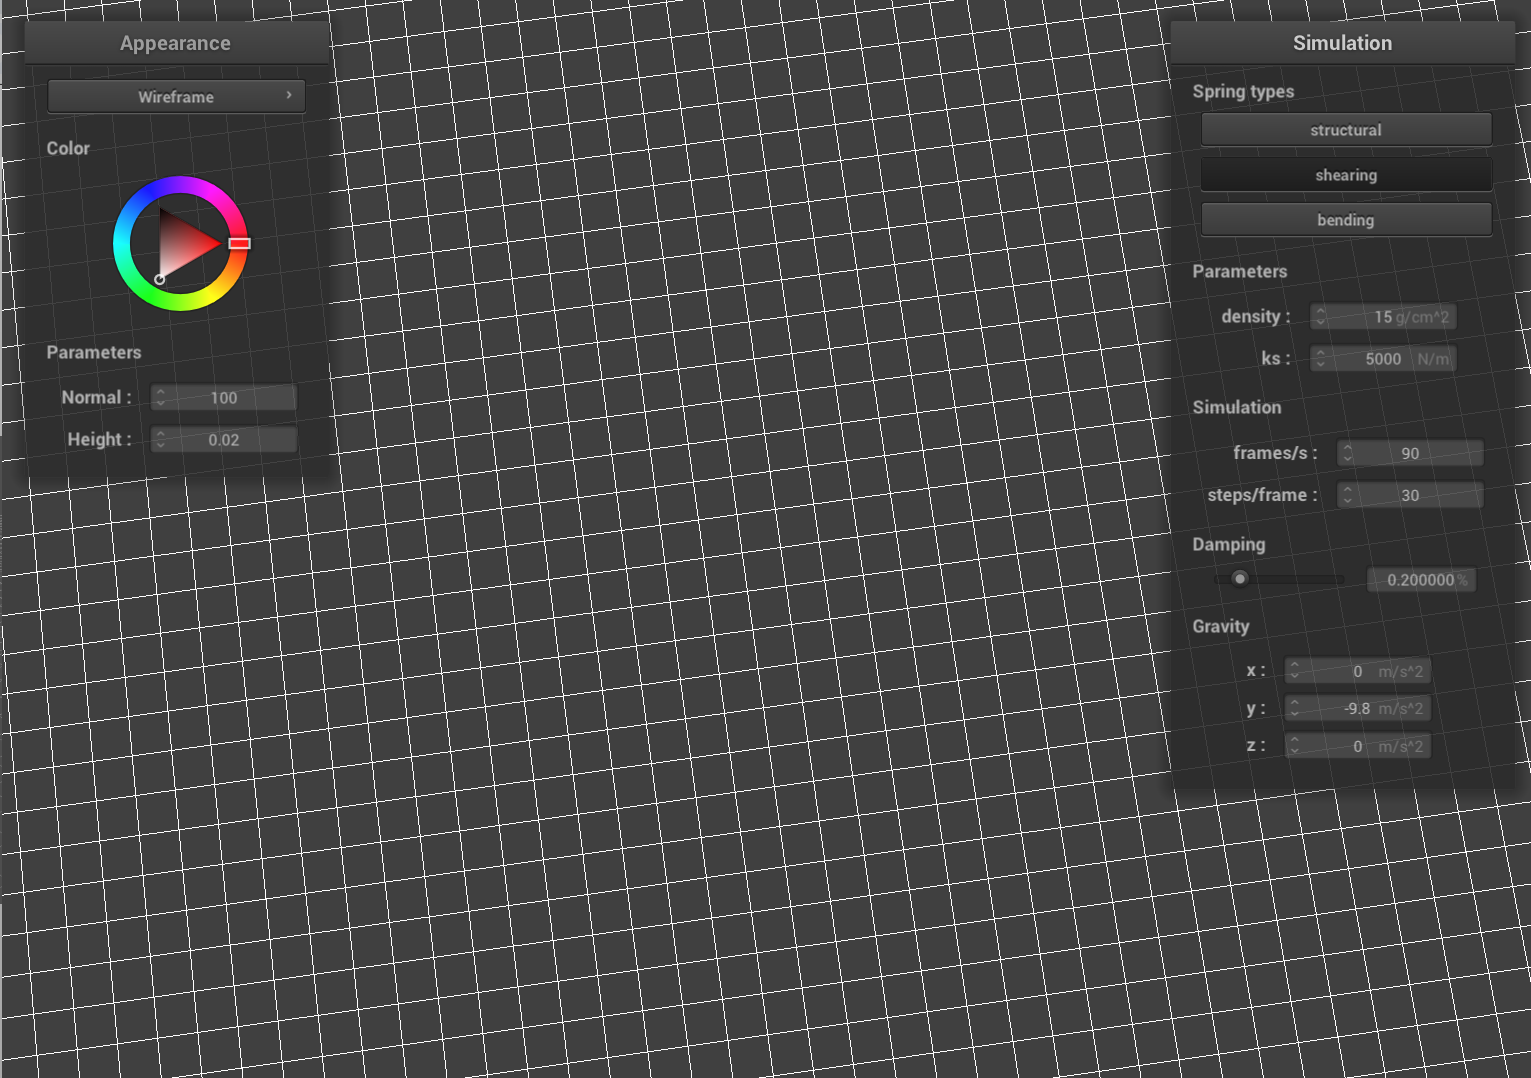 Appearance
Wireframe
Color
Parameters
Normal : 100
Height : 0.02
Simulation
Spring types
structural
shearing
bending
Parameters
density : 15 g/cm^2
ks : 5000 N/m
Simulation
frames/s : 90
steps/frame : 30
Damping
0.200000 %
Gravity
x : 0 m/s^2
y : -9.8 m/s^2
z : 0 m/s^2